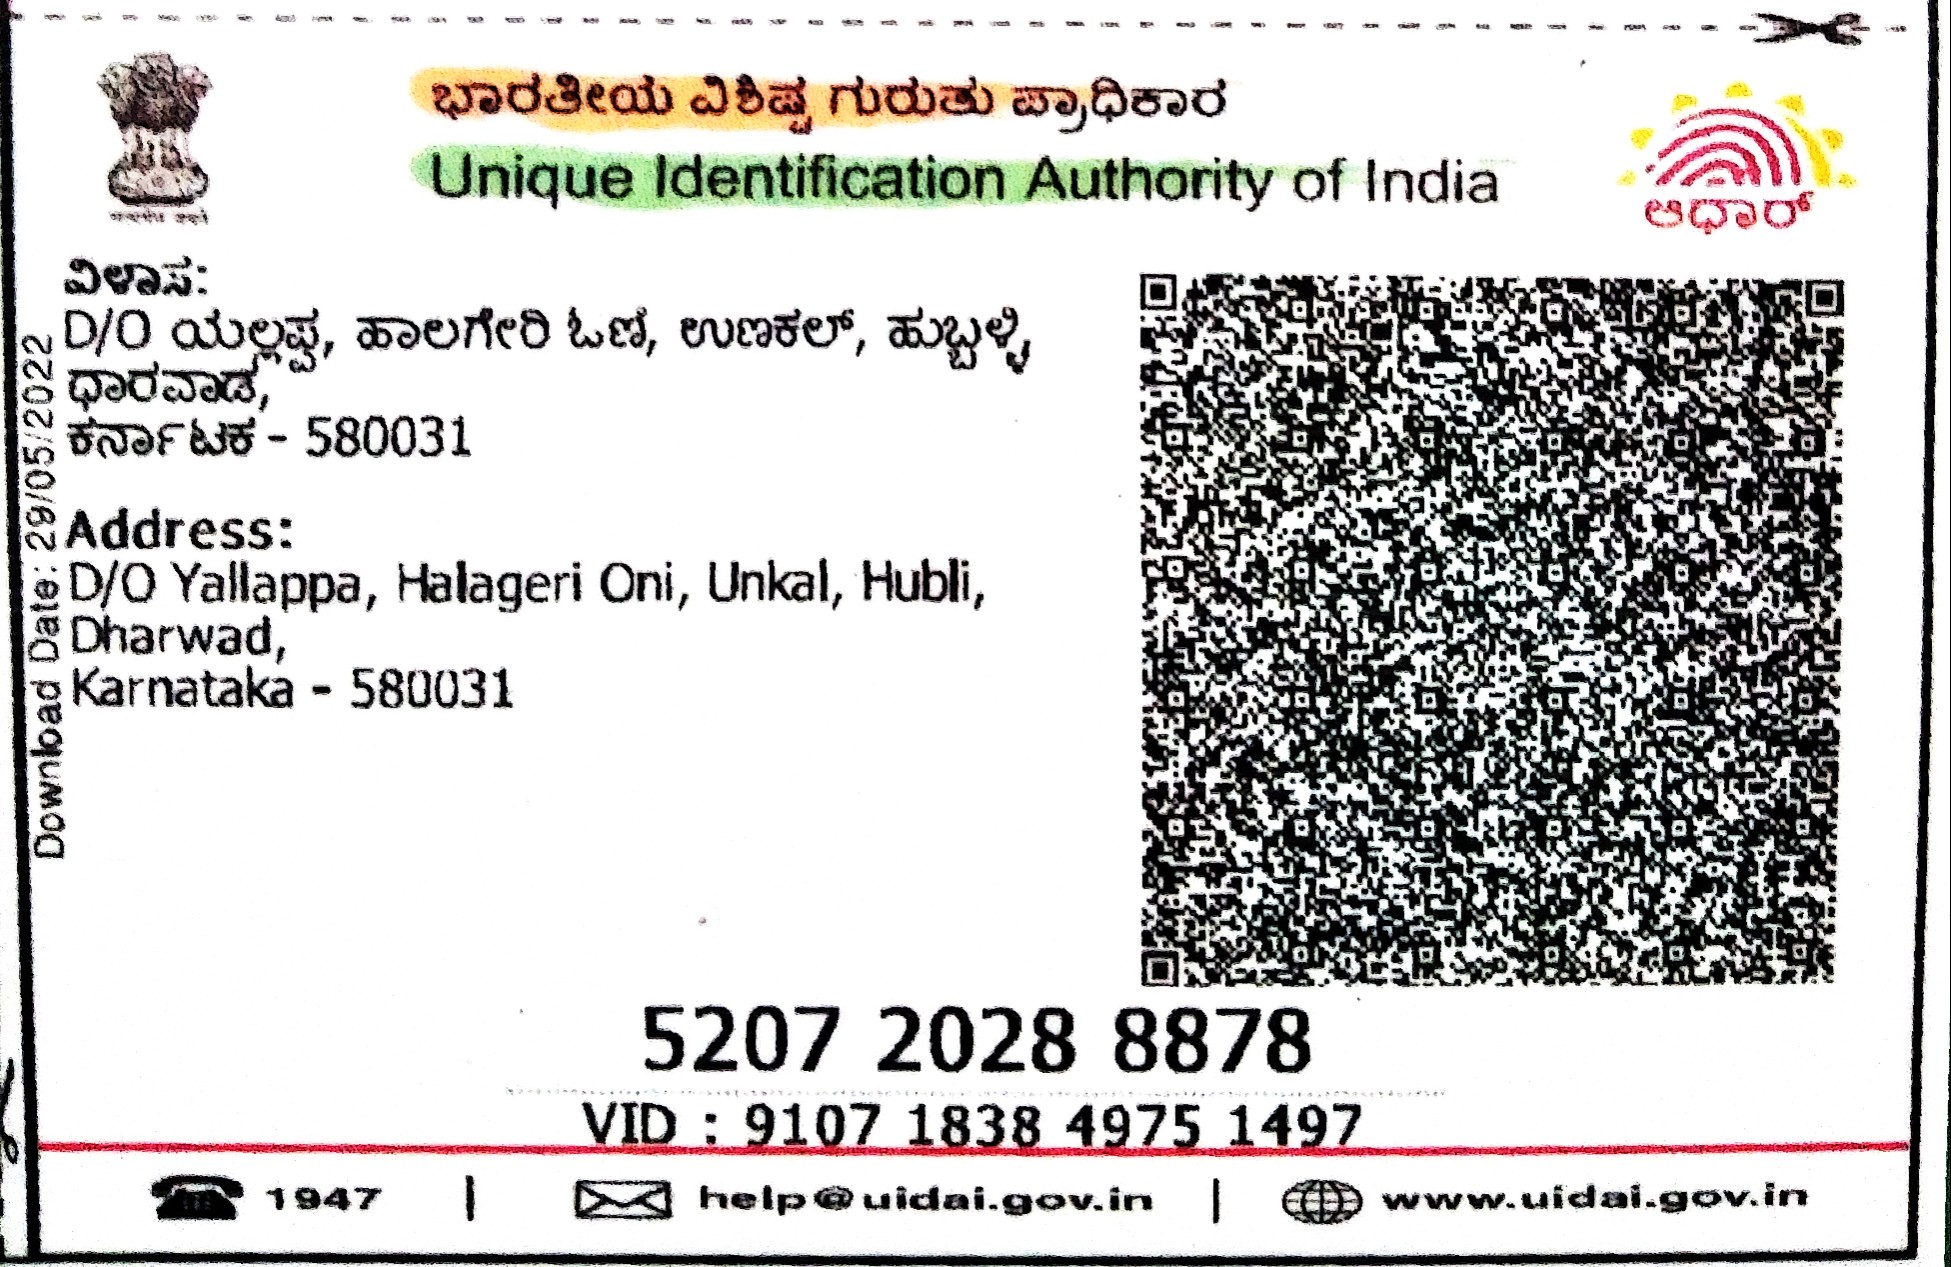 ಭಾರತೀಯ ವಿಶಿಷ್ಟ ಗುರುತು ಪ್ರಾಧಿಕಾರ
Unique Identification Authority of India
ಆಧಾರ್
ವಿಳಾಸ:
D/O ಯಲ್ಲಪ್ಪ, ಹಾಲಗೇರಿ ಓಣಿ, ಉಣಕಲ್, ಹುಬ್ಬಳ್ಳಿ,
ಧಾರವಾಡ,
ಕರ್ನಾಟಕ - 580031
Address:
D/O Yallappa, Halageri Oni, Unkal, Hubli,
Dharwad,
Karnataka - 580031
Download Date: 29/05/2022
5207 2028 8878
VID : 9107 1838 4975 1497
1947 | help@uidai.gov.in | www.uidai.gov.in